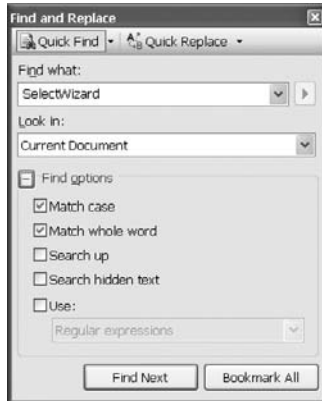 Find and Replace
Quick Find Quick Replace
Find what:
SelectWizard
Look in:
Current Document
Find options
Match case
Match whole word
Search up
Search hidden text
Use:
Regular expressions
Find Next Bookmark All